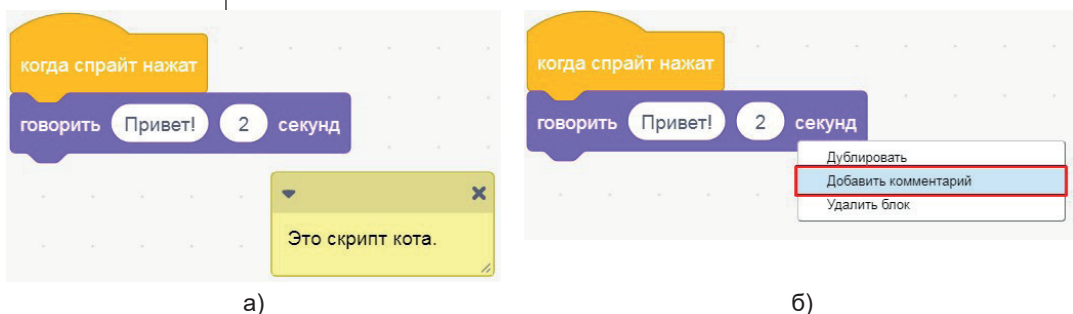 когда спрайт нажат
говорить Привет! 2 секунд
Это скрипт кота.
а)
когда спрайт нажат
говорить Привет! 2 секунд
Дублировать
Добавить комментарий
Удалить блок
б)